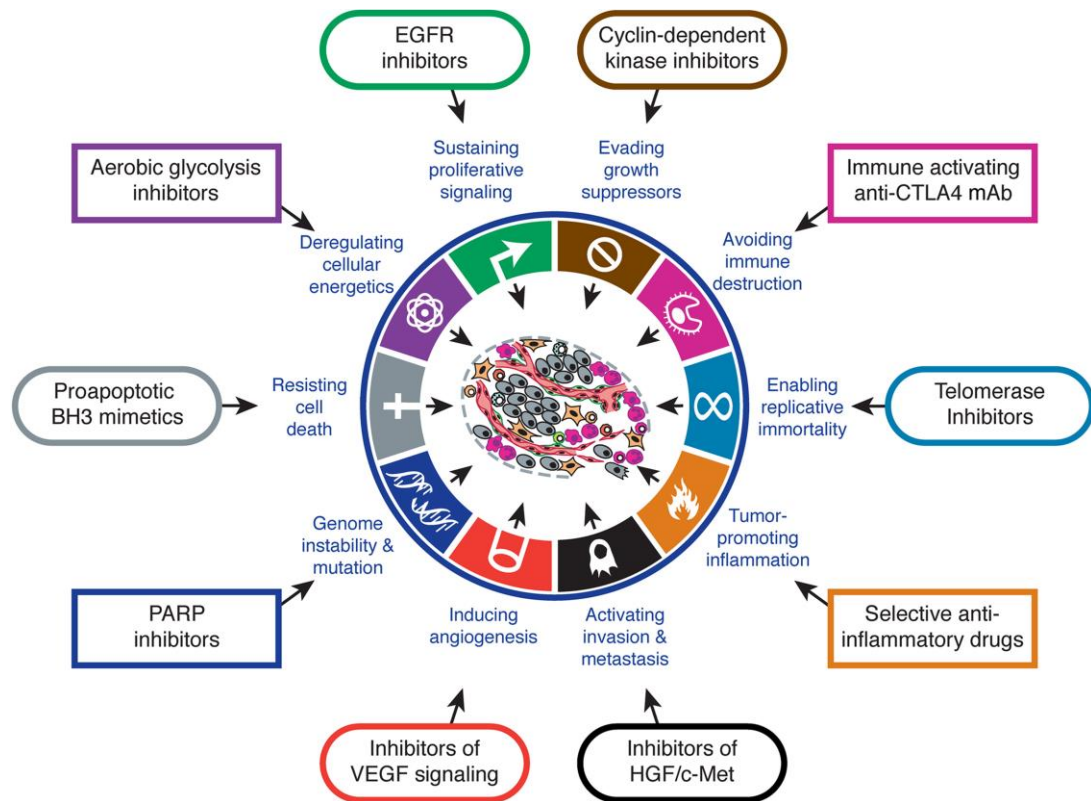 EGFR
inhibitors
Cyclin-dependent
kinase inhibitors
Sustaining
proliferative
signaling
Evading
growth
suppressors
Aerobic glycolysis
inhibitors
Immune activating
anti-CTLA4 mAb
Deregulating
cellular
energetics
Avoiding
immune
destruction
Proapoptotic
BH3 mimetics
Resisting
cell
death
Enabling
replicative
immortality
Telomerase
Inhibitors
Genome
instability &
mutation
Tumor-
promoting
inflammation
PARP
inhibitors
Inducing
angiogenesis
Activating
invasion &
metastasis
Selective anti-
inflammatory drugs
Inhibitors of
VEGF signaling
Inhibitors of
HGF/c-Met